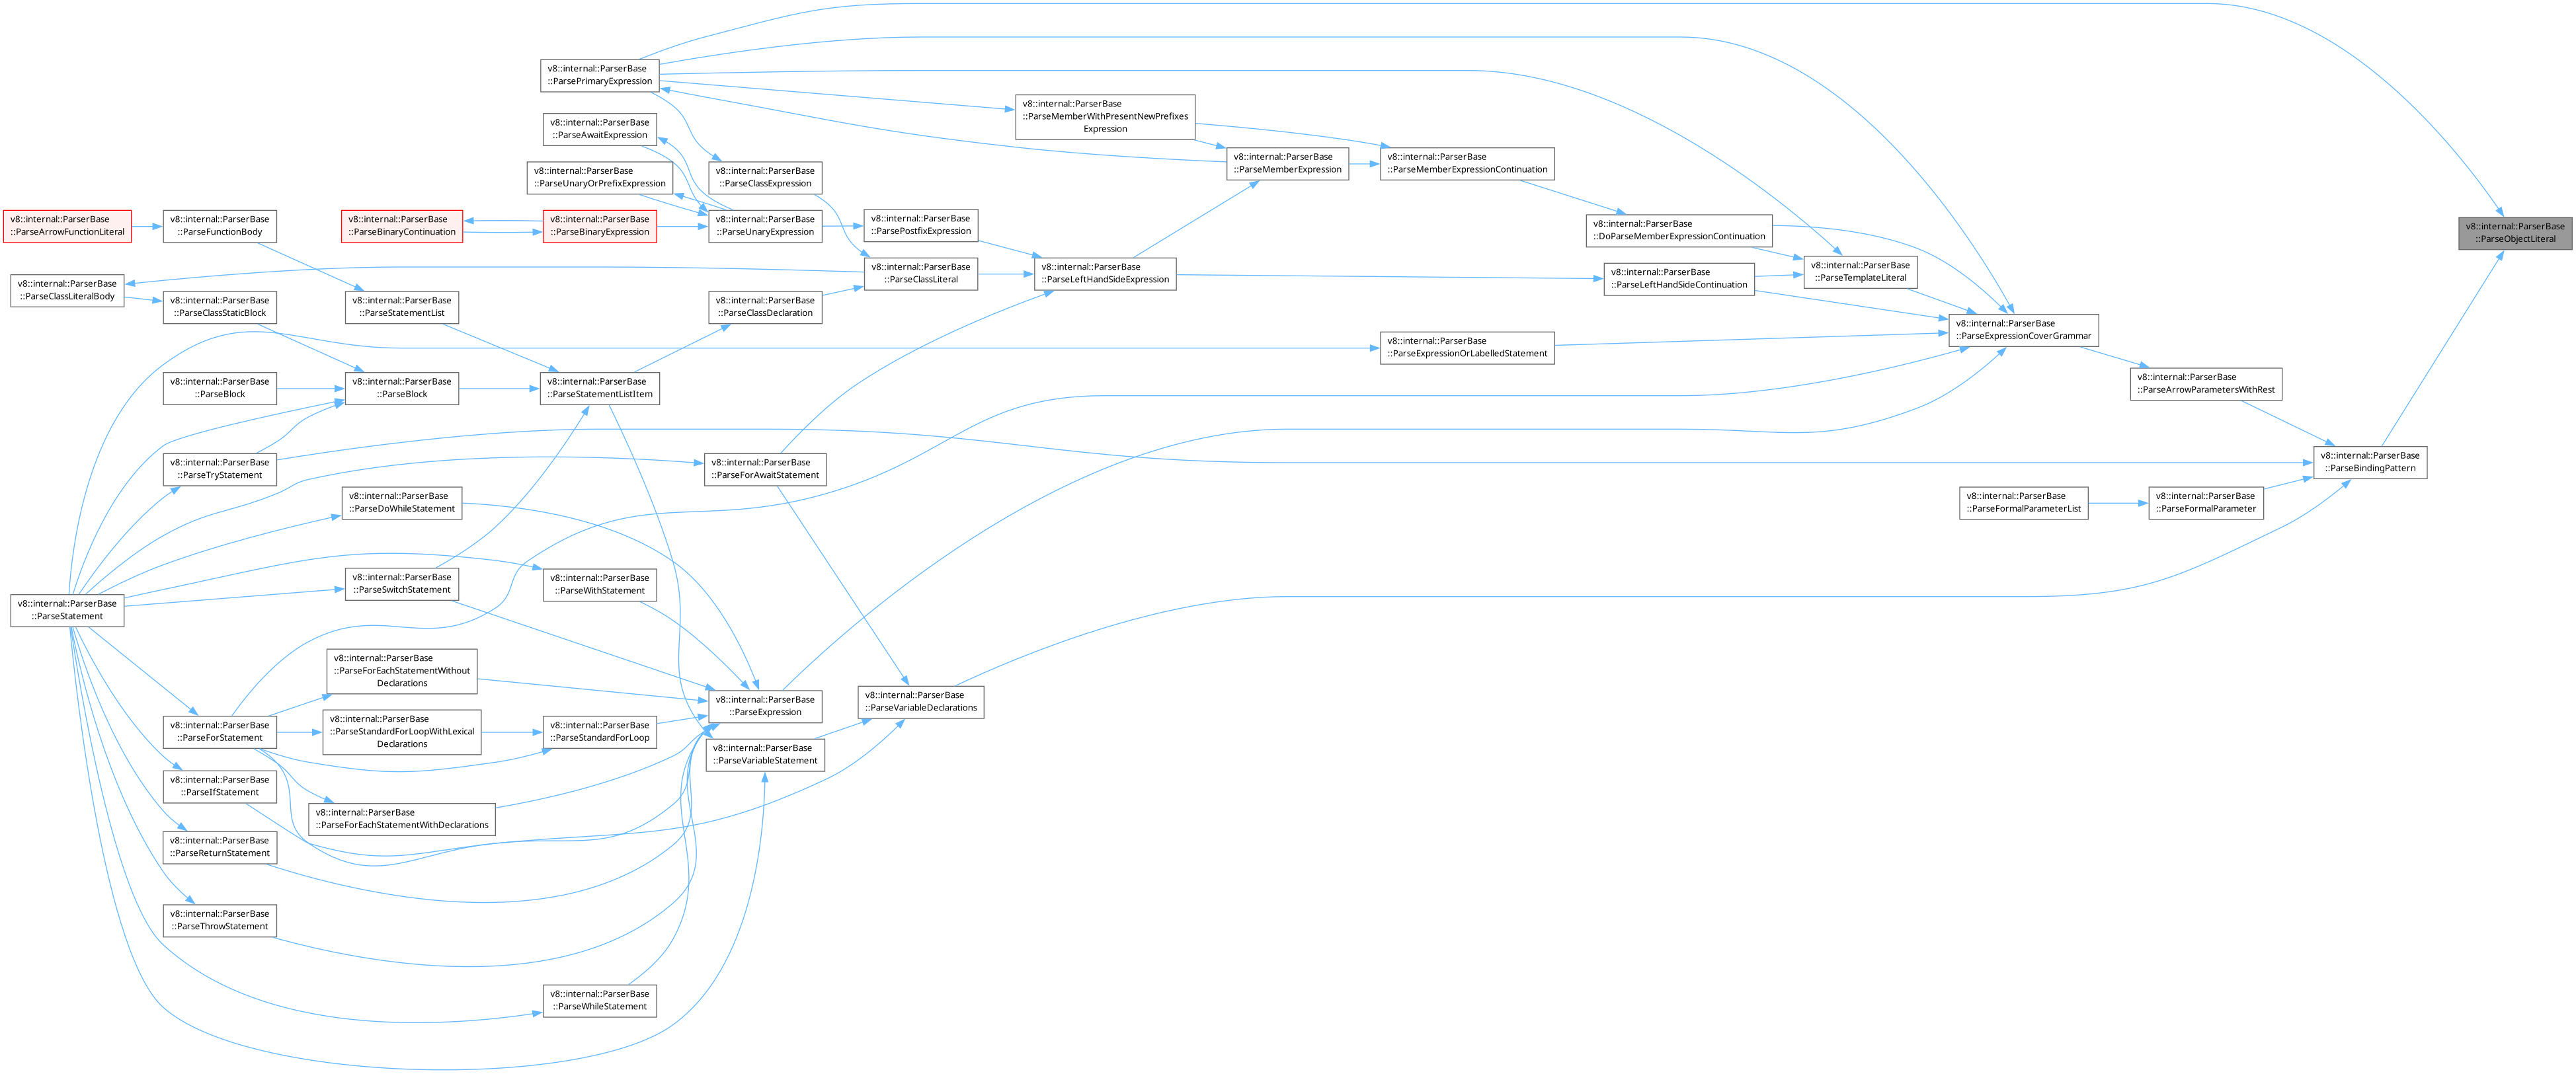 v8::internal::ParserBase
::ParsePrimaryExpression
v8::internal::ParserBase
::ParseMemberWithPresentNewPrefixes
Expression
v8::internal::ParserBase
::ParseAwaitExpression
v8::internal::ParserBase
::ParseMemberExpression
v8::internal::ParserBase
::ParseMemberExpressionContinuation
v8::internal::ParserBase
::ParseUnaryOrPrefixExpression
v8::internal::ParserBase
::ParseClassExpression
v8::internal::ParserBase
::ParseArrowFunctionLiteral
v8::internal::ParserBase
::ParseFunctionBody
v8::internal::ParserBase
::ParseBinaryContinuation
v8::internal::ParserBase
::ParseBinaryExpression
v8::internal::ParserBase
::ParseUnaryExpression
v8::internal::ParserBase
::ParsePostfixExpression
v8::internal::ParserBase
::DoParseMemberExpressionContinuation
v8::internal::ParserBase
::ParseObjectLiteral
v8::internal::ParserBase
::ParseClassLiteralBody
v8::internal::ParserBase
::ParseClassStaticBlock
v8::internal::ParserBase
::ParseStatementList
v8::internal::ParserBase
::ParseClassDeclaration
v8::internal::ParserBase
::ParseClassLiteral
v8::internal::ParserBase
::ParseLeftHandSideExpression
v8::internal::ParserBase
::ParseLeftHandSideContinuation
v8::internal::ParserBase
::ParseTemplateLiteral
v8::internal::ParserBase
::ParseExpressionOrLabelledStatement
v8::internal::ParserBase
::ParseExpressionCoverGrammar
v8::internal::ParserBase
::ParseBlock
v8::internal::ParserBase
::ParseBlock
v8::internal::ParserBase
::ParseStatementListItem
v8::internal::ParserBase
::ParseArrowParametersWithRest
v8::internal::ParserBase
::ParseTryStatement
v8::internal::ParserBase
::ParseForAwaitStatement
v8::internal::ParserBase
::ParseBindingPattern
v8::internal::ParserBase
::ParseDoWhileStatement
v8::internal::ParserBase
::ParseFormalParameterList
v8::internal::ParserBase
::ParseFormalParameter
v8::internal::ParserBase
::ParseStatement
v8::internal::ParserBase
::ParseSwitchStatement
v8::internal::ParserBase
::ParseWithStatement
v8::internal::ParserBase
::ParseForEachStatementWithout
Declarations
v8::internal::ParserBase
::ParseForStatement
v8::internal::ParserBase
::ParseStandardForLoopWithLexical
Declarations
v8::internal::ParserBase
::ParseStandardForLoop
v8::internal::ParserBase
::ParseExpression
v8::internal::ParserBase
::ParseVariableDeclarations
v8::internal::ParserBase
::ParseVariableStatement
v8::internal::ParserBase
::ParseIfStatement
v8::internal::ParserBase
::ParseForEachStatementWithDeclarations
v8::internal::ParserBase
::ParseReturnStatement
v8::internal::ParserBase
::ParseThrowStatement
v8::internal::ParserBase
::ParseWhileStatement